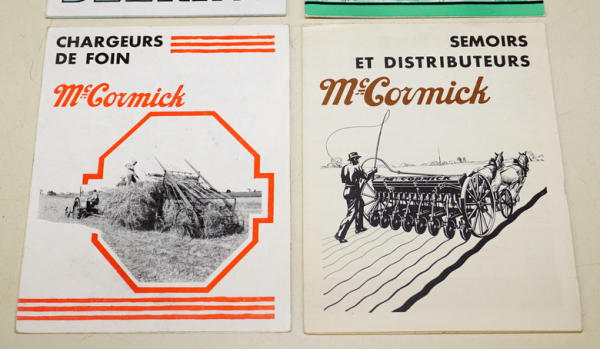 CHARGEURS
DE FOIN
McCormick
SEMOIRS
ET DISTRIBUTEURS
McCormick
McCORMICK